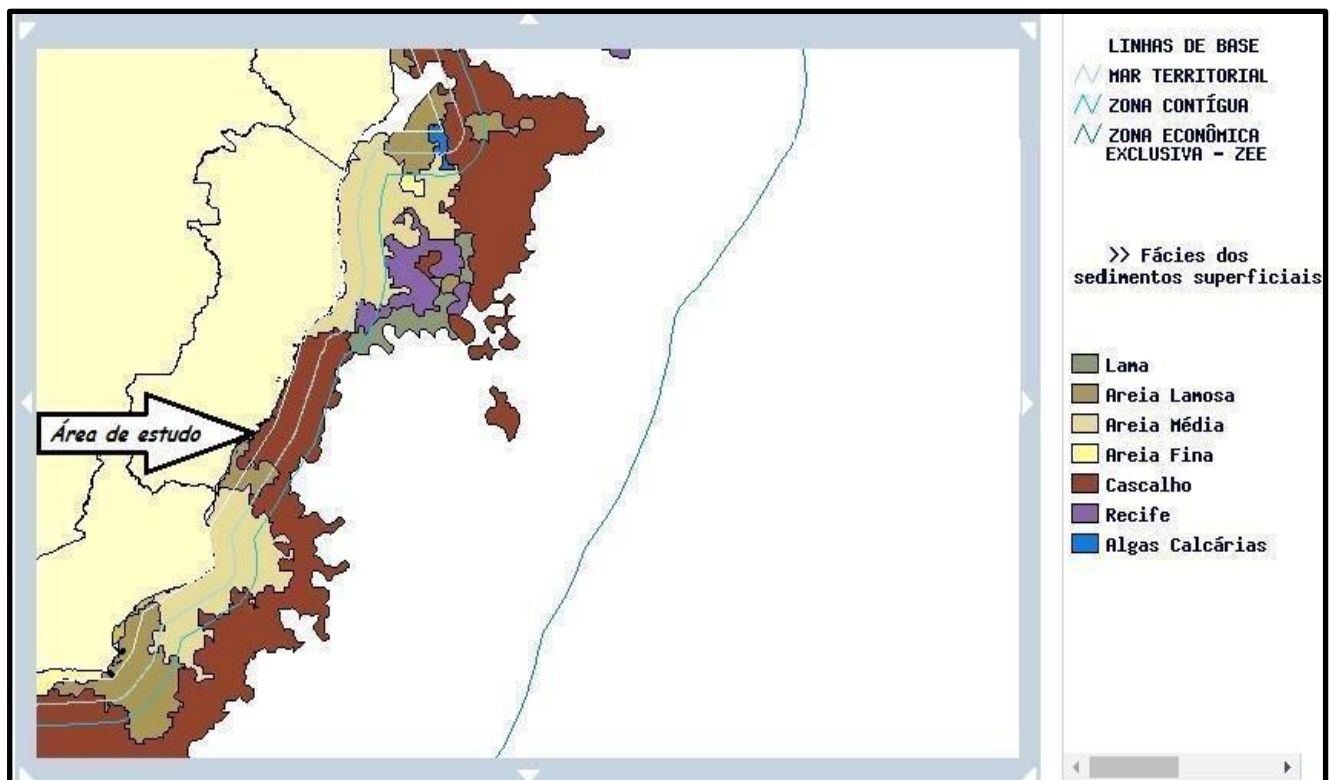 LINHAS DE BASE
MAR TERRITORIAL
ZONA CONTÍGUA
ZONA ECONÔMICA
EXCLUSIVA - ZEE
>> Fácies dos
sedimentos superficiais
Lama
Areia Lamosa
Areia Média
Areia Fina
Cascalho
Recife
Algas Calcárias
Área de estudo